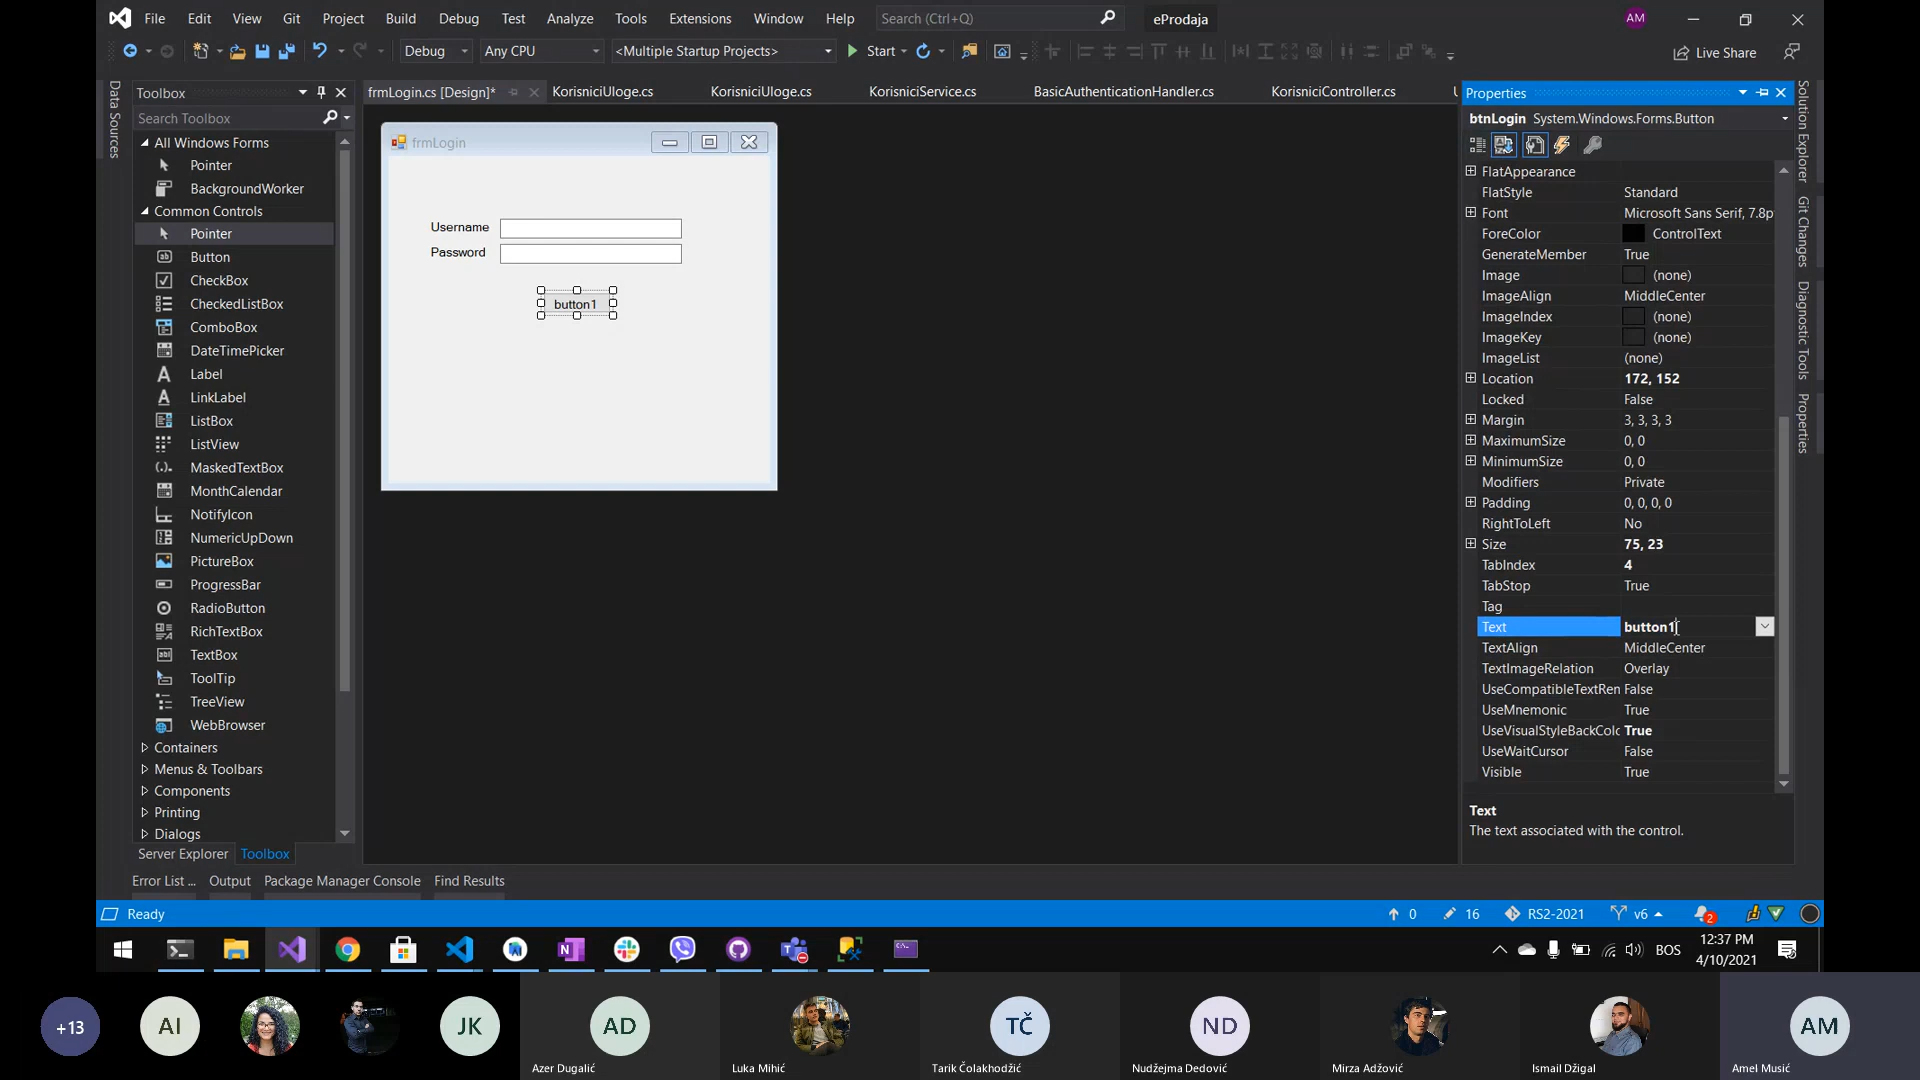 File Edit View Git Project Build Debug Test Analyze Tools Extensions Window Help Search (Ctrl+Q) eProdaja AM
Debug Any CPU <Multiple Startup Projects> Start Live Share
Data Sources
Toolbox
Search Toolbox
All Windows Forms
Pointer
BackgroundWorker
Common Controls
Pointer
Button
CheckBox
CheckedListBox
ComboBox
DateTimePicker
Label
LinkLabel
ListBox
ListView
MaskedTextBox
MonthCalendar
NotifyIcon
NumericUpDown
PictureBox
ProgressBar
RadioButton
RichTextBox
TextBox
ToolTip
TreeView
WebBrowser
Containers
Menus & Toolbars
Components
Printing
Dialogs
Server Explorer Toolbox
frmLogin.cs [Design]* KorisniciUloge.cs KorisniciUloge.cs KorisniciService.cs BasicAuthenticationHandler.cs KorisniciController.cs
frmLogin
Username
Password
button1
Properties
btnLogin System.Windows.Forms.Button
FlatAppearance
FlatStyle Standard
Font Microsoft Sans Serif, 7.8p
ForeColor ControlText
GenerateMember True
Image (none)
ImageAlign MiddleCenter
ImageIndex (none)
ImageKey (none)
ImageList (none)
Location 172, 152
Locked False
Margin 3, 3, 3, 3
MaximumSize 0, 0
MinimumSize 0, 0
Modifiers Private
Padding 0, 0, 0, 0
RightToLeft No
Size 75, 23
TabIndex 4
TabStop True
Tag
Text button1
TextAlign MiddleCenter
TextImageRelation Overlay
UseCompatibleTextRen False
UseMnemonic True
UseVisualStyleBackColo True
UseWaitCursor False
Visible True
Text
The text associated with the control.
Solution Explorer
Git Changes
Diagnostic Tools
Properties
Error List ... Output Package Manager Console Find Results
Ready 0 16 RS2-2021 v6 2
BOS 12:37 PM
4/10/2021
+13 AI JK AD TČ ND AM
Azer Dugalić Luka Mihić Tarik Čolakhodžić Nudžejma Dedović Mirza Adžović Ismail Džigal Amel Musić